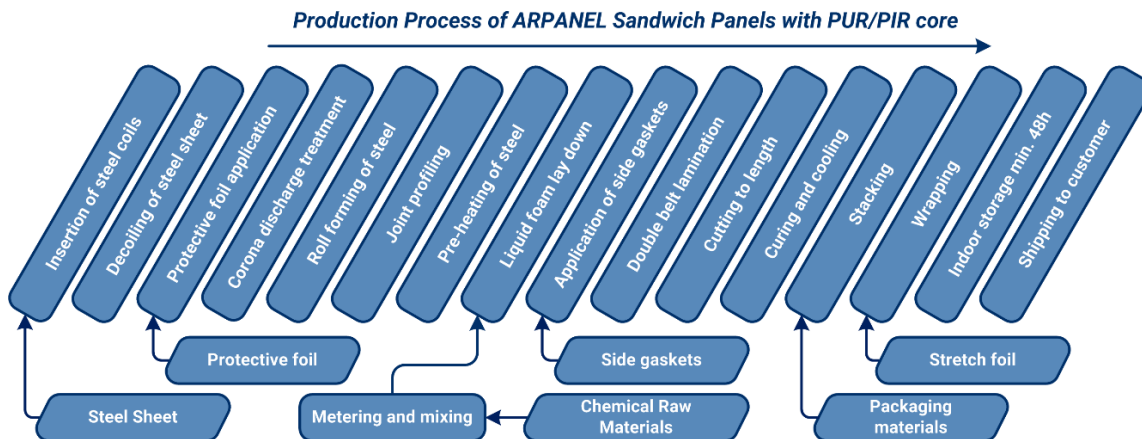 Production Process of ARPANEL Sandwich Panels with PUR/PIR core
Insertion of steel coils
Decoiling of steel sheet
Protective foil application
Corona discharge treatment
Roll forming of steel
Joint profilling
Pre-heating of steel
Liquid foam lay down
Application of side gaskets
Double belt lamination
Cutting to length
Curing and cooling
Stacking
Wrapping
Indoor storage min. 48h
Shipping to customer
Protective foil
Side gaskets
Stretch foil
Steel Sheet
Metering and mixing
Chemical Raw
Materials
Packaging
materials